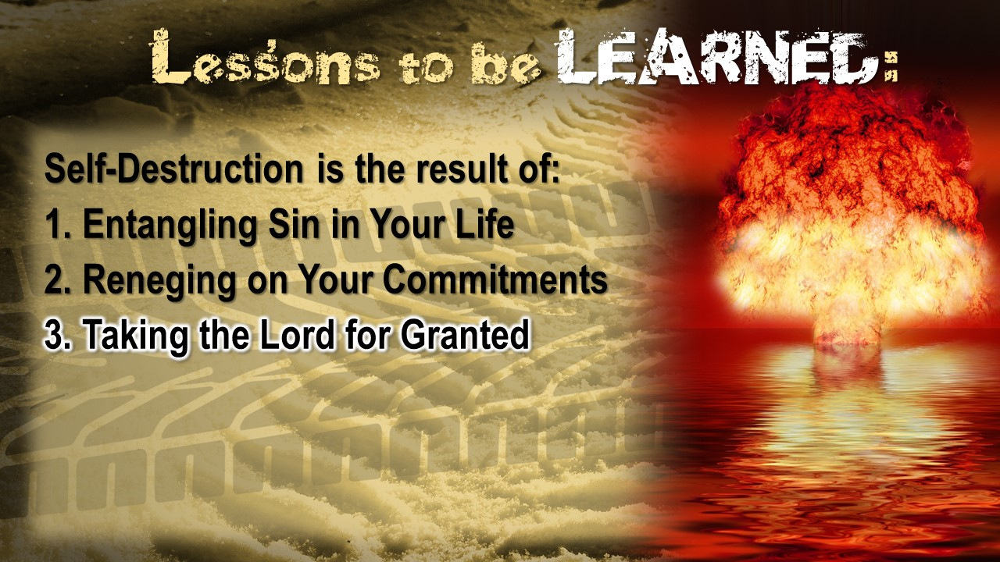 Lessons to be LEARNED:
Self-Destruction is the result of:
1. Entangling Sin in Your Life
2. Reneging on Your Commitments
3. Taking the Lord for Granted